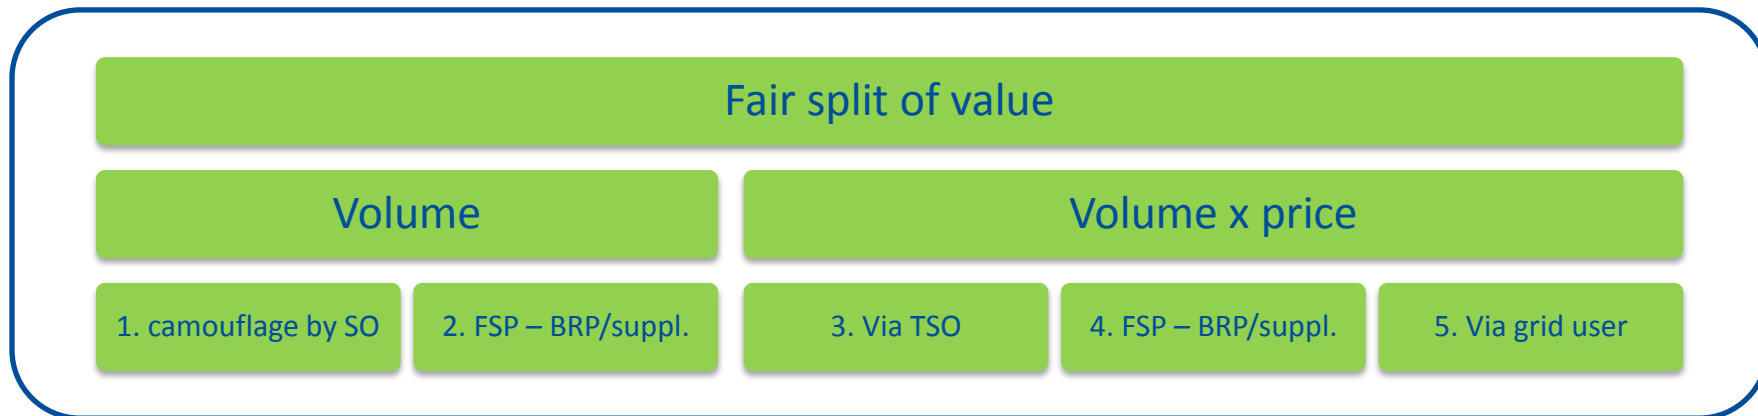 Fair split of value
Volume
Volume x price
1. camouflage by SO
2. FSP – BRP/suppl.
3. Via TSO
4. FSP – BRP/suppl.
5. Via grid user